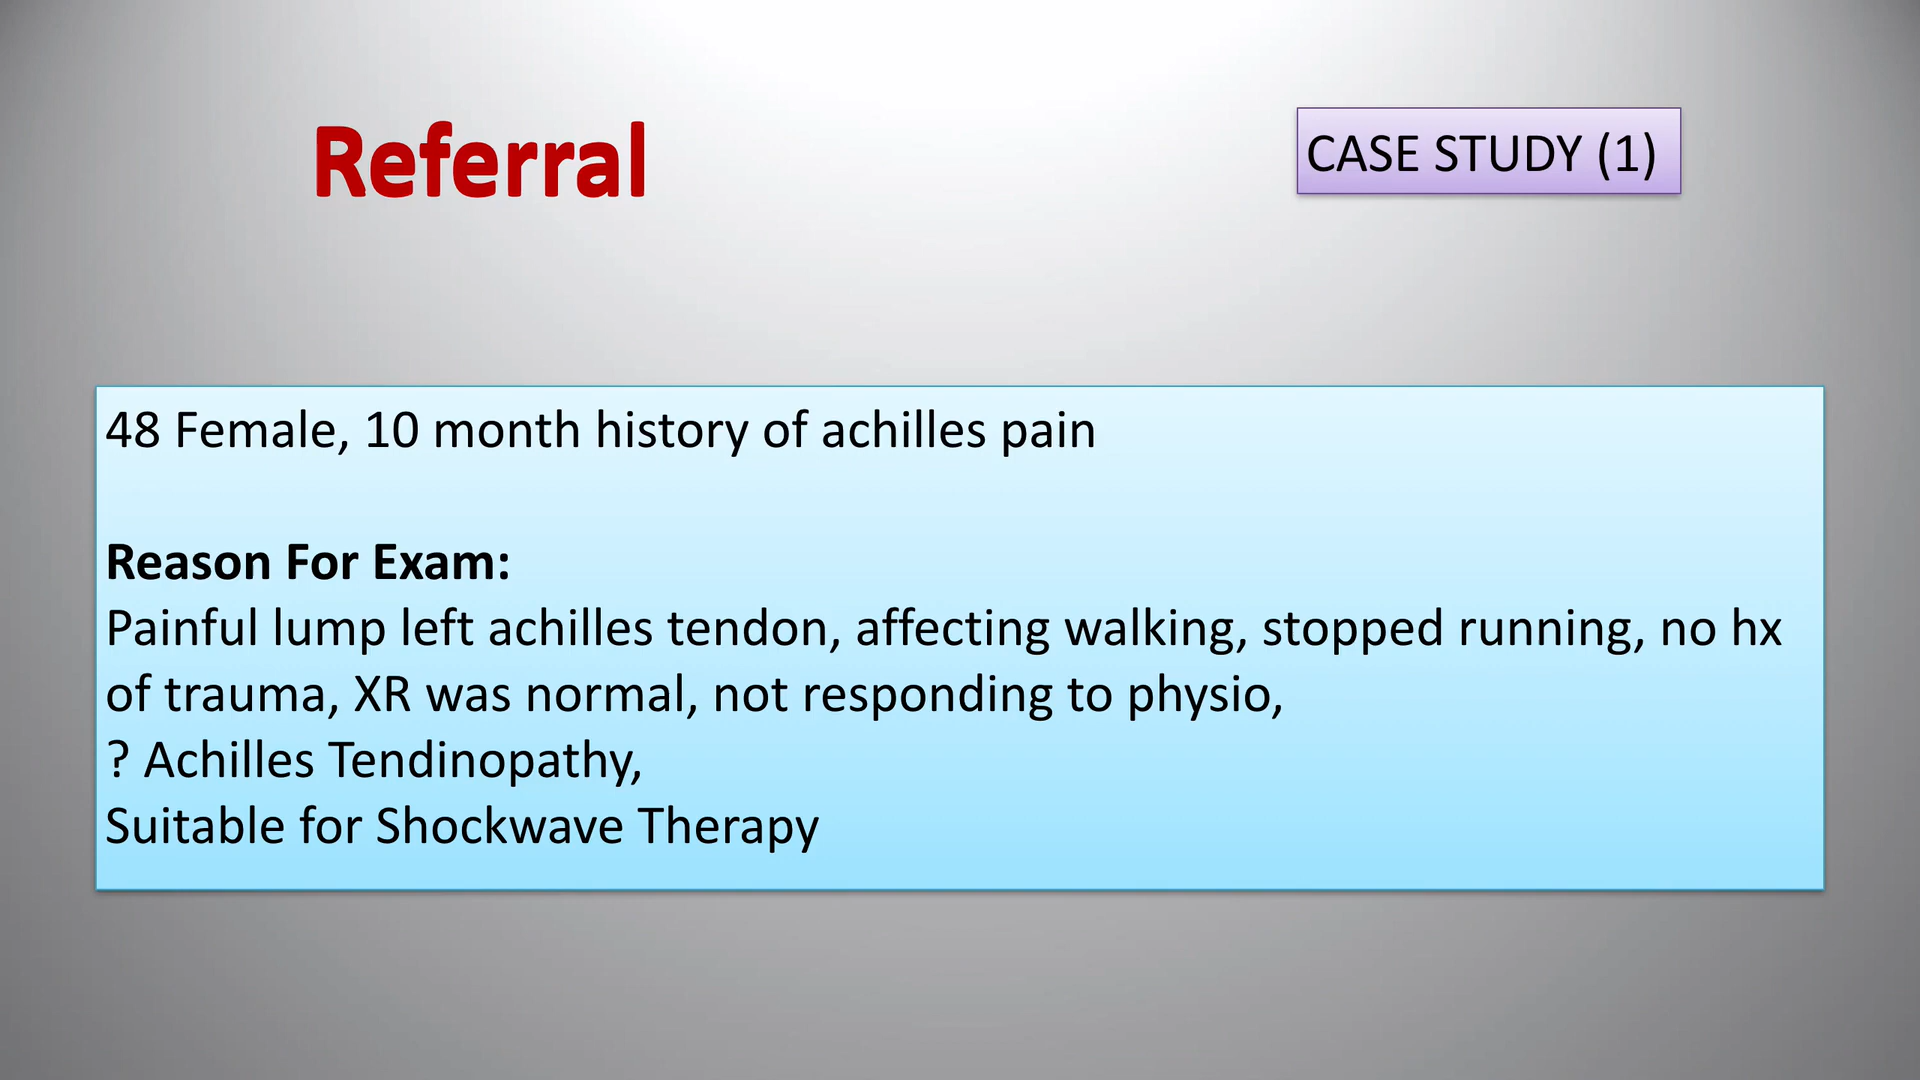 Referral
CASE STUDY (1)
48 Female, 10 month history of achilles pain
Reason For Exam:
Painful lump left achilles tendon, affecting walking, stopped running, no hx
of trauma, XR was normal, not responding to physio,
? Achilles Tendinopathy,
Suitable for Shockwave Therapy